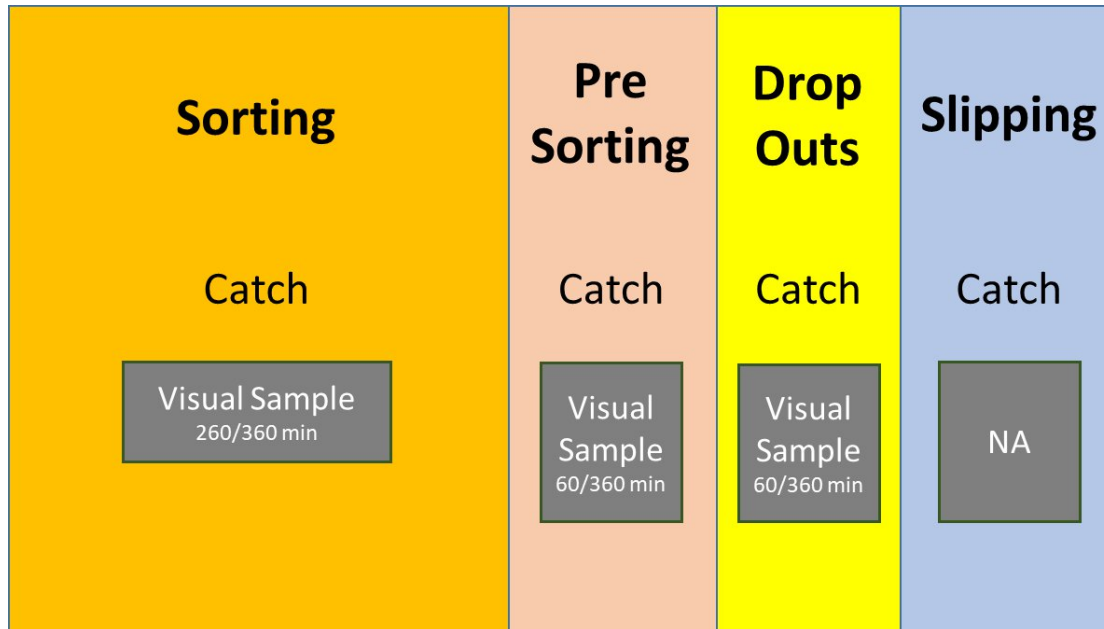 Sorting
Catch
Visual Sample
260/360 min
Pre
Sorting
Catch
Visual
Sample
60/360 min
Drop
Outs
Catch
Visual
Sample
60/360 min
Slipping
Catch
NA